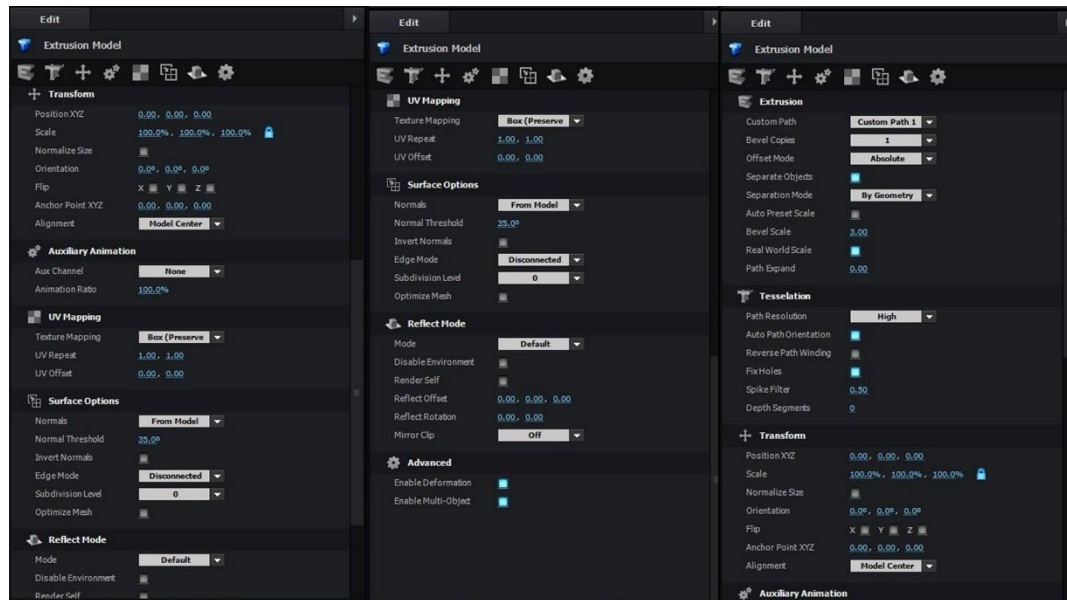 Edit
Extrusion Model
Transform
Position XYZ 0.00, 0.00, 0.00
Scale 100.0%, 100.0%, 100.0%
Normalize Size
Orientation 0.0º, 0.0º, 0.0º
Flip X Y Z
Anchor Point XYZ 0.00, 0.00, 0.00
Alignment Model Center
Auxiliary Animation
Aux Channel None
Animation Ratio 100.0%
UV Mapping
Texture Mapping Box (Preserve
UV Repeat 1.00, 1.00
UV Offset 0.00, 0.00
Surface Options
Normals From Model
Normal Threshold 35.0º
Invert Normals
Edge Mode Disconnected
Subdivision Level 0
Optimize Mesh
Reflect Mode
Mode Default
Disable Environment
Render Self
Edit
Extrusion Model
UV Mapping
Texture Mapping Box (Preserve
UV Repeat 1.00, 1.00
UV Offset 0.00, 0.00
Surface Options
Normals From Model
Normal Threshold 35.0º
Invert Normals
Edge Mode Disconnected
Subdivision Level 0
Optimize Mesh
Reflect Mode
Mode Default
Disable Environment
Render Self
Reflect Offset 0.00, 0.00, 0.00
Reflect Rotation 0.00, 0.00
Mirror Clip Off
Advanced
Enable Deformation
Enable Multi-Object
Edit
Extrusion Model
Extrusion
Custom Path Custom Path 1
Bevel Copies 1
Offset Mode Absolute
Separate Objects
Separation Mode By Geometry
Auto Preset Scale
Bevel Scale 3.00
Real World Scale
Path Expand 0.00
Tesselation
Path Resolution High
Auto Path Orientation
Reverse Path Winding
Fix Holes
Spike Filter 0.50
Depth Segments 0
Transform
Position XYZ 0.00, 0.00, 0.00
Scale 100.0%, 100.0%, 100.0%
Normalize Size
Orientation 0.0º, 0.0º, 0.0º
Flip X Y Z
Anchor Point XYZ 0.00, 0.00, 0.00
Alignment Model Center
Auxiliary Animation